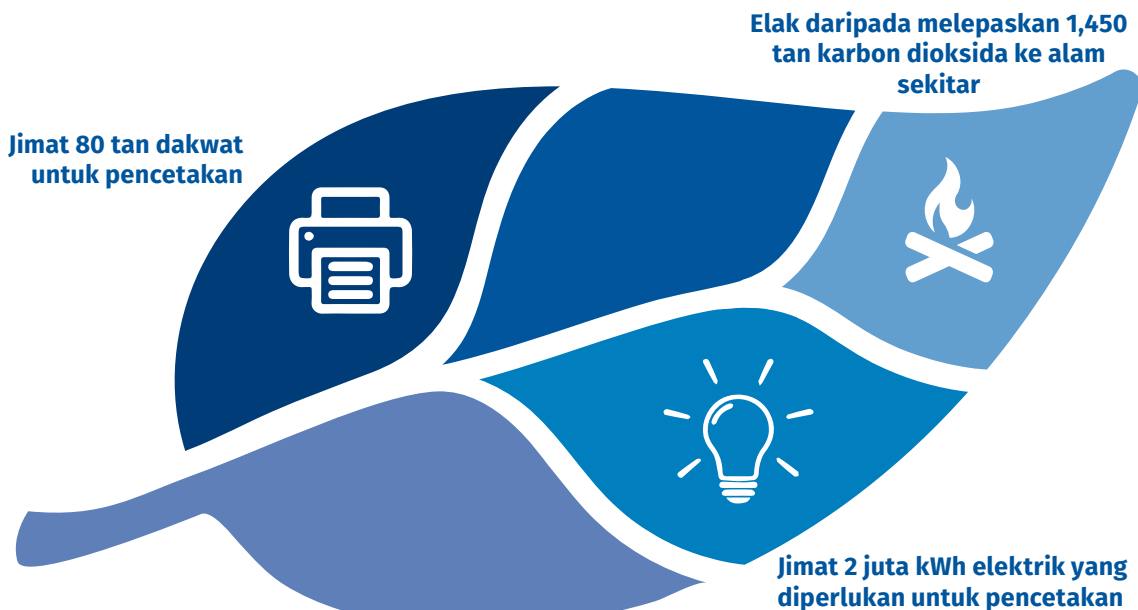 Elak daripada melepaskan 1,450
tan karbon dioksida ke alam
sekitar
Jimat 80 tan dakwat
untuk pencetakan
Jimat 2 juta kWh elektrik yang
diperlukan untuk pencetakan